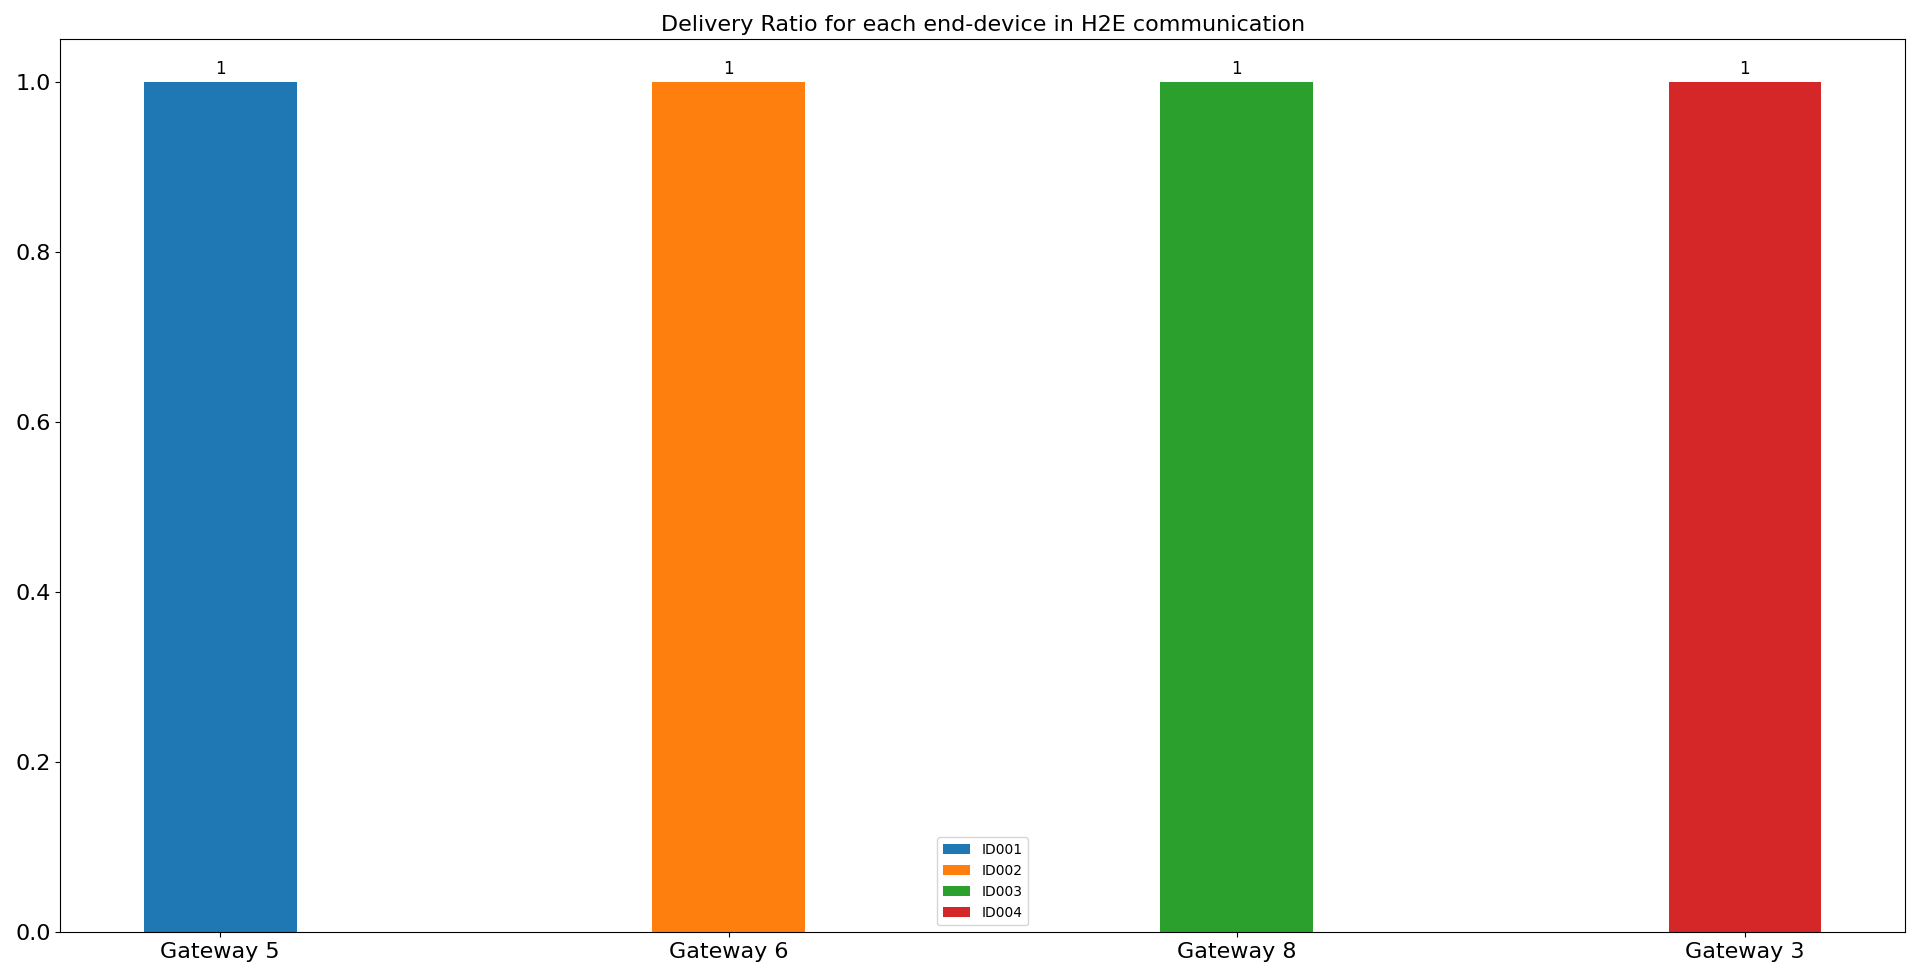 Delivery Ratio for each end-device in H2E communication
1 1 1 1
1.0
0.8
0.6
0.4
0.2
0.0
ID001
ID002
ID003
ID004
Gateway 5 Gateway 6 Gateway 8 Gateway 3